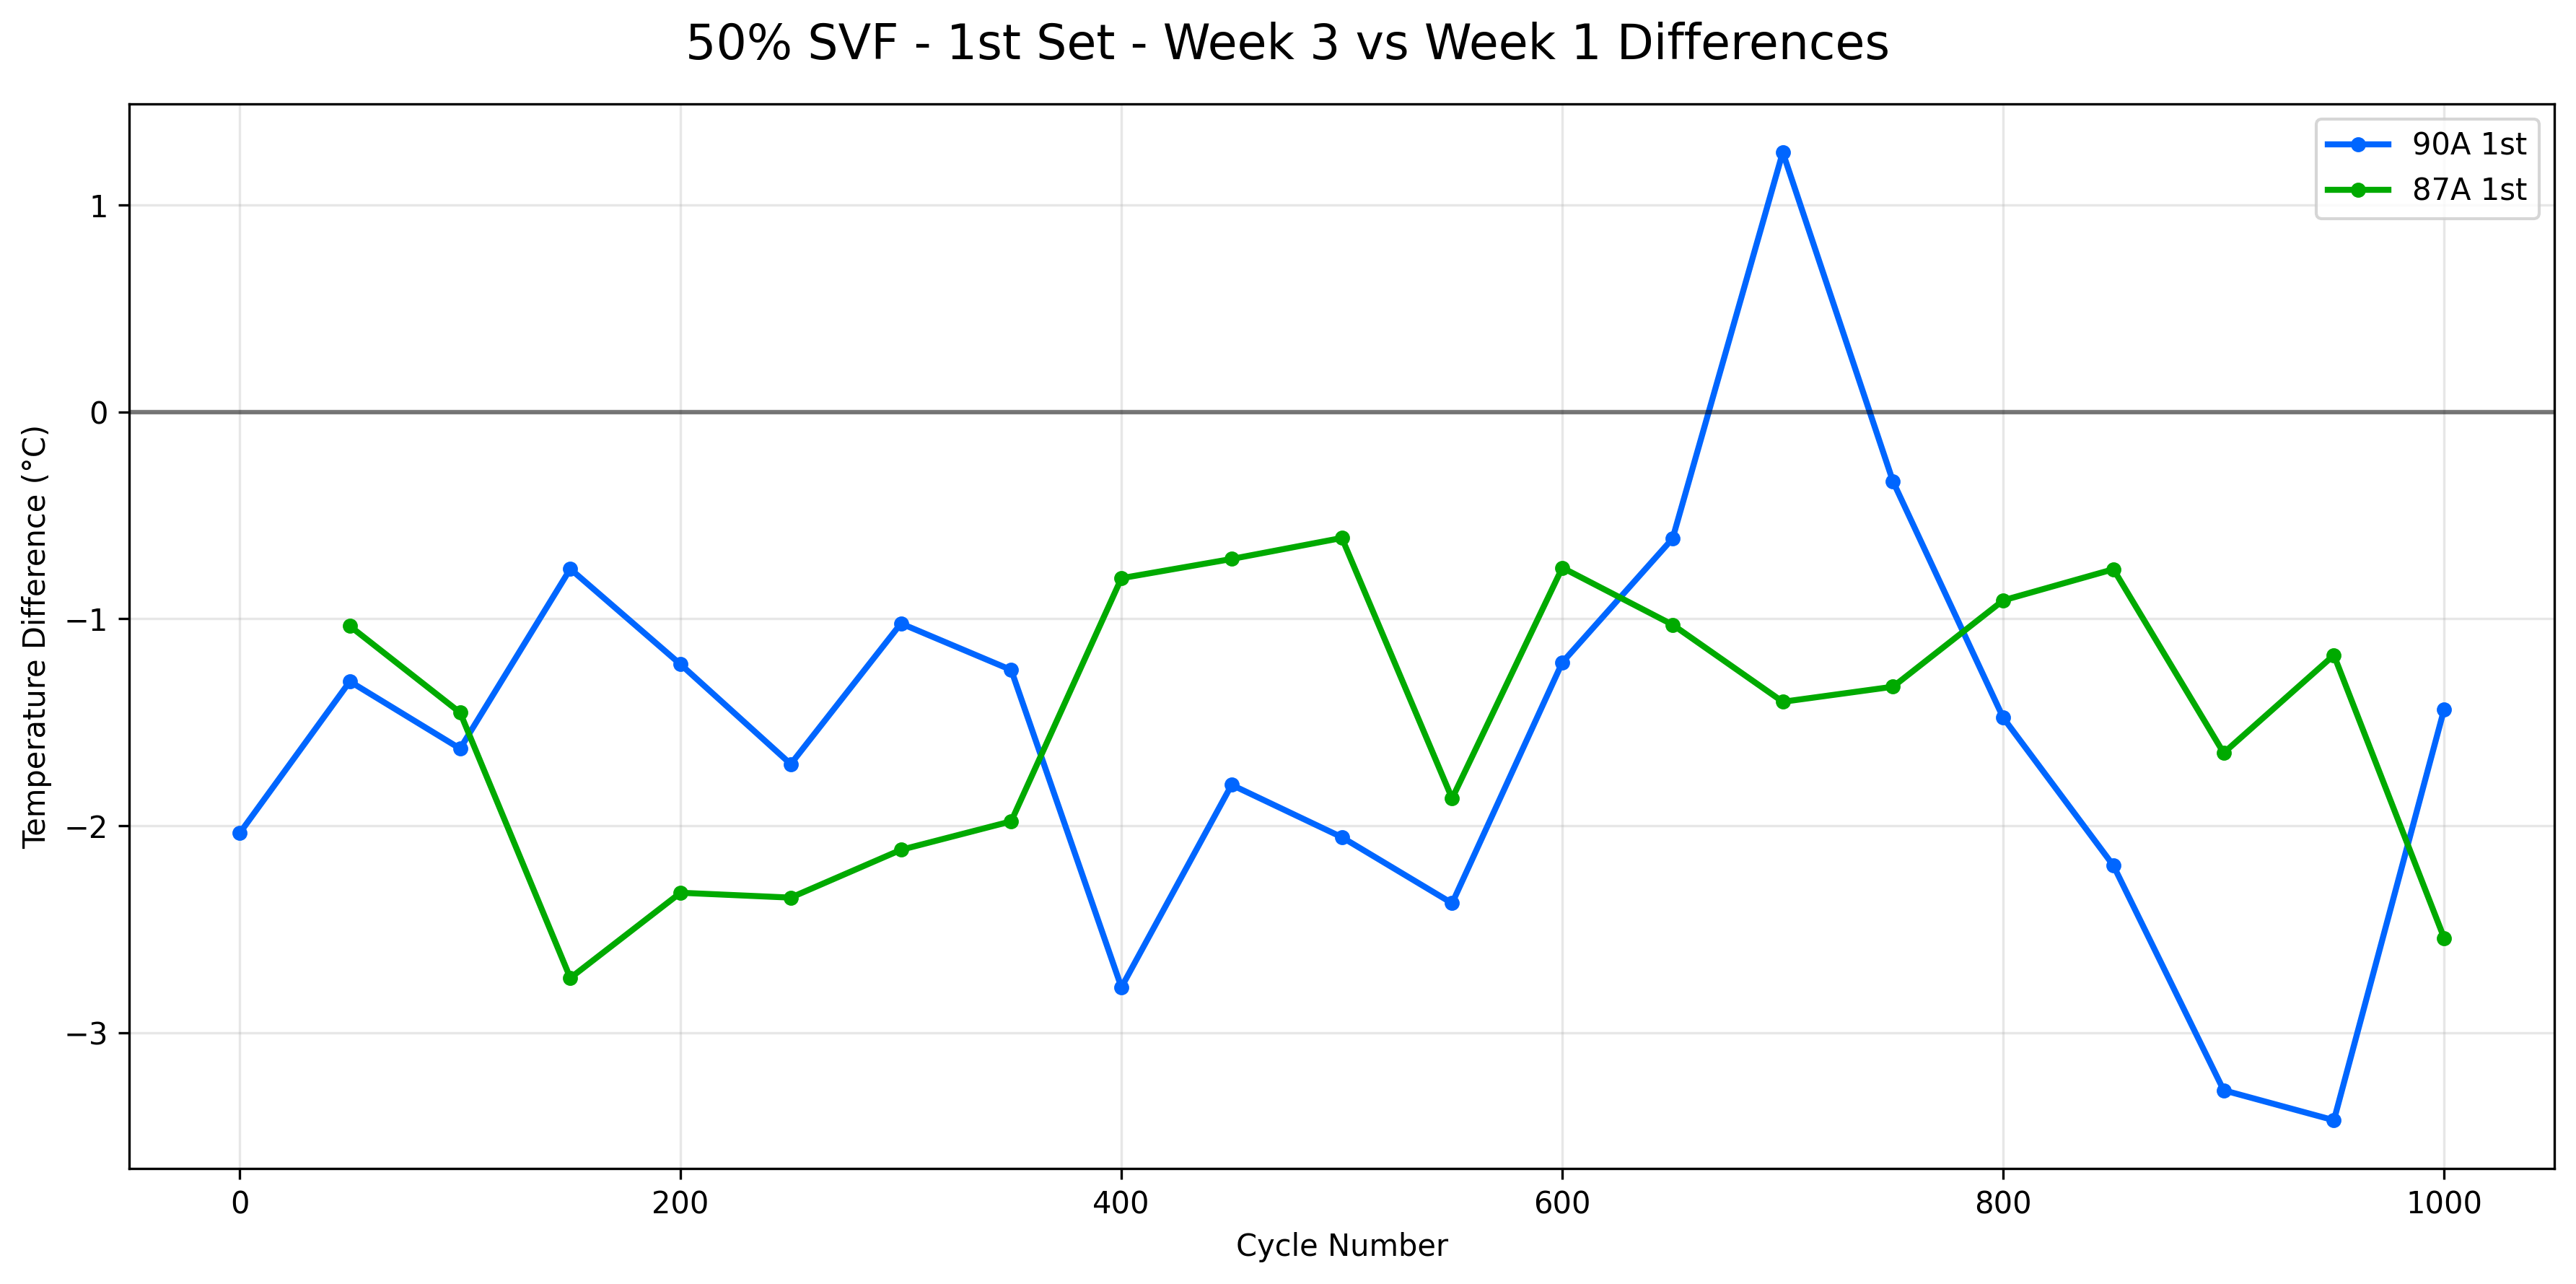 50% SVF - 1st Set - Week 3 vs Week 1 Differences
90A 1st
87A 1st
Temperature Difference (°C)
1
0
−1
−2
−3
0 200 400 600 800 1000
Cycle Number